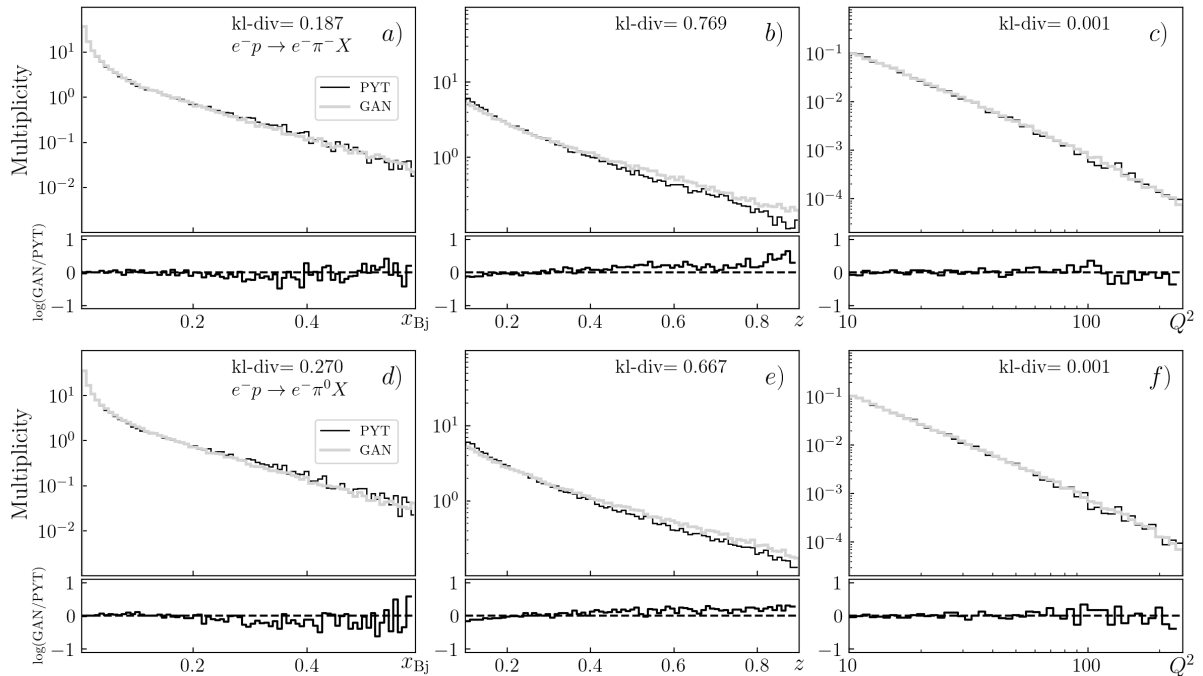 kl-div= 0.187
a)
e⁻p → e⁻π⁻X
PYT
GAN
Multiplicity
10¹
10⁰
10⁻¹
10⁻²
kl-div= 0.769
b)
10¹
10⁰
kl-div= 0.001
c)
10⁻¹
10⁻²
10⁻³
10⁻⁴
log(GAN/PYT)
1
0
−1
0.2
0.4
x_Bj
1
0
−1
0.2
0.4
0.6
0.8
z
1
0
−1
10
100
Q²
kl-div= 0.270
d)
e⁻p → e⁻π⁰X
PYT
GAN
Multiplicity
10¹
10⁰
10⁻¹
10⁻²
kl-div= 0.667
e)
10¹
10⁰
kl-div= 0.001
f)
10⁻¹
10⁻²
10⁻³
10⁻⁴
log(GAN/PYT)
1
0
−1
0.2
0.4
x_Bj
1
0
−1
0.2
0.4
0.6
0.8
z
1
0
−1
10
100
Q²